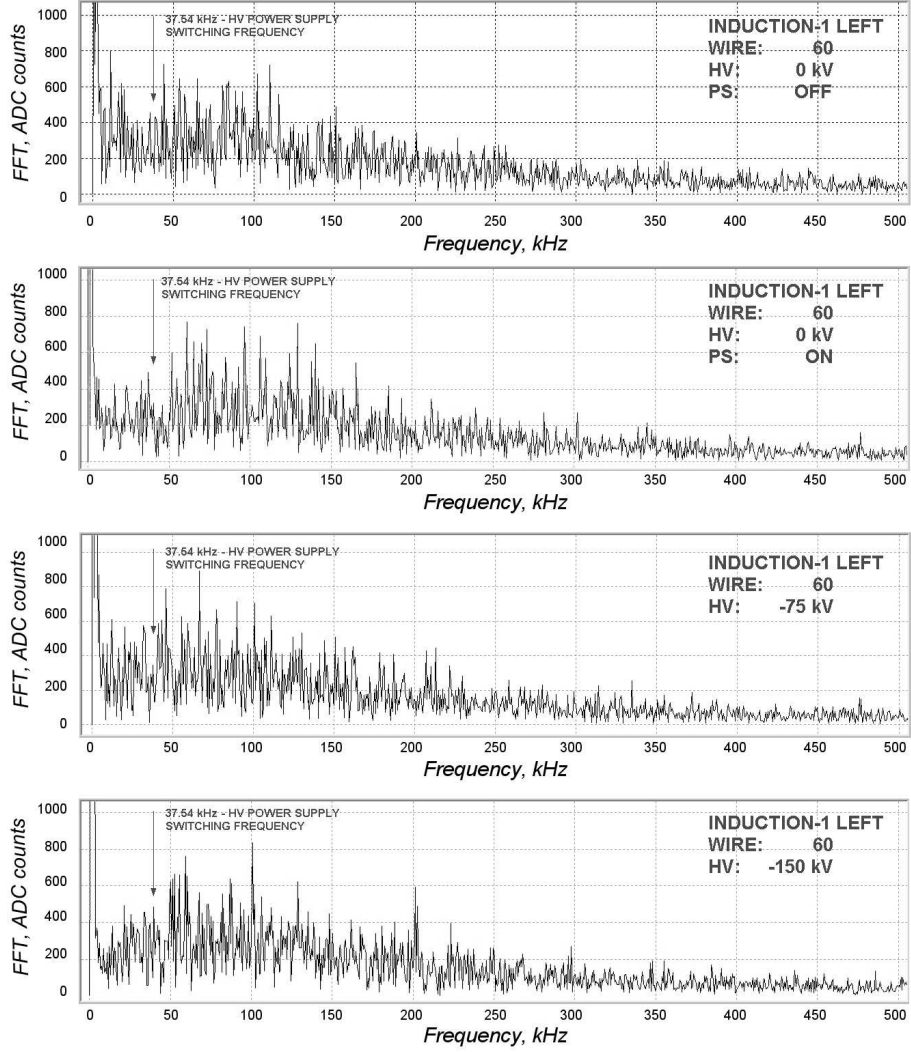 FFT, ADC counts
1000
800
600
400
200
0
37.54 kHz - HV POWER SUPPLY
SWITCHING FREQUENCY
INDUCTION-1 LEFT
WIRE: 60
HV: 0 kV
PS: OFF
0 50 100 150 200 250 300 350 400 450 500
Frequency, kHz
FFT, ADC counts
1000
800
600
400
200
0
37.54 kHz - HV POWER SUPPLY
SWITCHING FREQUENCY
INDUCTION-1 LEFT
WIRE: 60
HV: 0 kV
PS: ON
0 50 100 150 200 250 300 350 400 450 500
Frequency, kHz
FFT, ADC counts
1000
800
600
400
200
0
37.54 kHz - HV POWER SUPPLY
SWITCHING FREQUENCY
INDUCTION-1 LEFT
WIRE: 60
HV: -75 kV
0 50 100 150 200 250 300 350 400 450 500
Frequency, kHz
FFT, ADC counts
1000
800
600
400
200
0
37.54 kHz - HV POWER SUPPLY
SWITCHING FREQUENCY
INDUCTION-1 LEFT
WIRE: 60
HV: -150 kV
0 50 100 150 200 250 300 350 400 450 500
Frequency, kHz